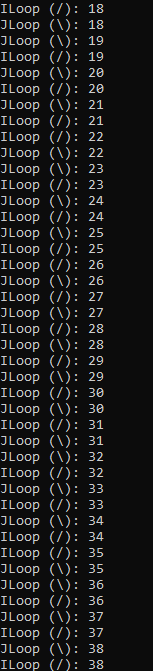 ILoop (/): 18
JLoop (\): 18
JLoop (\): 19
ILoop (/): 19
JLoop (\): 20
ILoop (/): 20
JLoop (\): 21
ILoop (/): 21
ILoop (/): 22
JLoop (\): 22
JLoop (\): 23
ILoop (/): 23
JLoop (\): 24
ILoop (/): 24
JLoop (\): 25
ILoop (/): 25
ILoop (/): 26
JLoop (\): 26
ILoop (/): 27
JLoop (\): 27
ILoop (/): 28
JLoop (\): 28
ILoop (/): 29
JLoop (\): 29
ILoop (/): 30
JLoop (\): 30
ILoop (/): 31
JLoop (\): 31
JLoop (\): 32
ILoop (/): 32
JLoop (\): 33
ILoop (/): 33
JLoop (\): 34
ILoop (/): 34
ILoop (/): 35
JLoop (\): 35
JLoop (\): 36
ILoop (/): 36
JLoop (\): 37
ILoop (/): 37
JLoop (\): 38
ILoop (/): 38